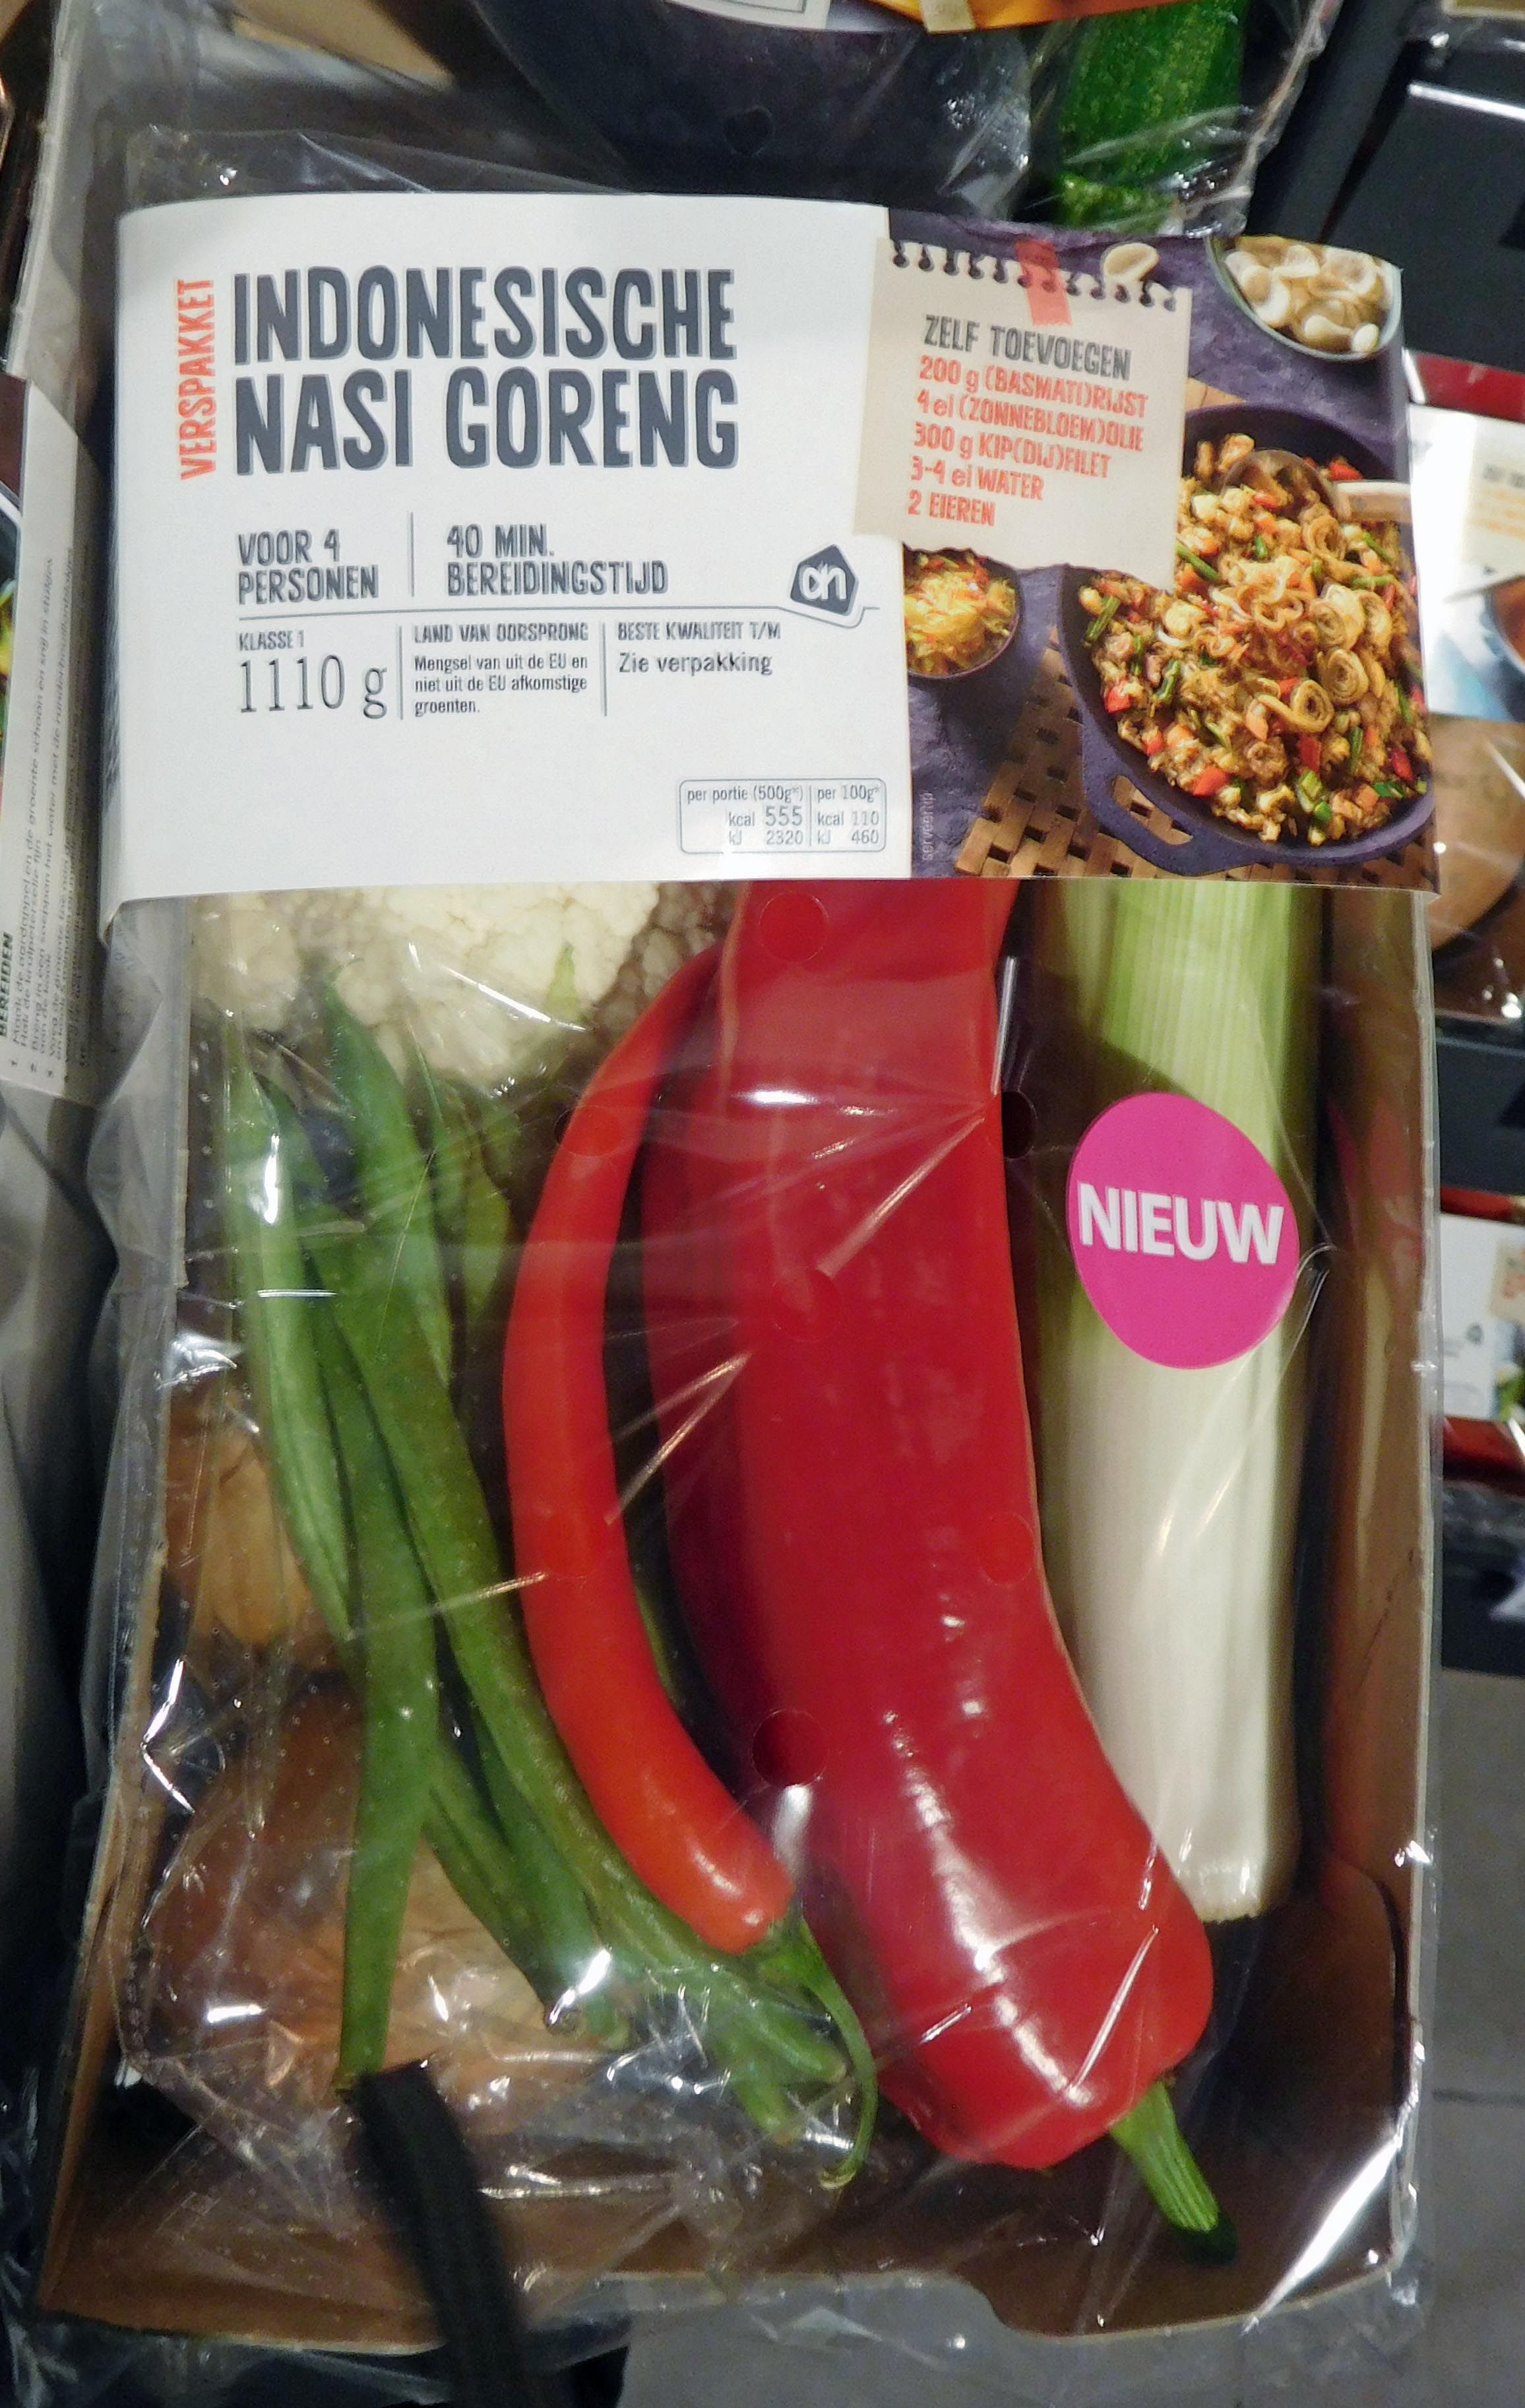 VERSPAKKET
INDONESISCHE
NASI GORENG
VOOR 4
PERSONEN
40 MIN.
BEREIDINGSTIJD
ah
KLASSE 1
1110 g
LAND VAN OORSPRONG
Mengsel van uit de EU en
niet uit de EU afkomstige
groenten.
BESTE KWALITEIT T/M
Zie verpakking
per portie (500g*) per 100g*
kcal 555 kcal 110
kJ 2320 kJ 460
ZELF TOEVOEGEN
200 g (BASMATI)RIJST
4 el (ZONNEBLOEM)OLIE
300 g KIP(DIJ)FILET
3-4 el WATER
2 EIEREN
serveertip
NIEUW
BEREIDEN